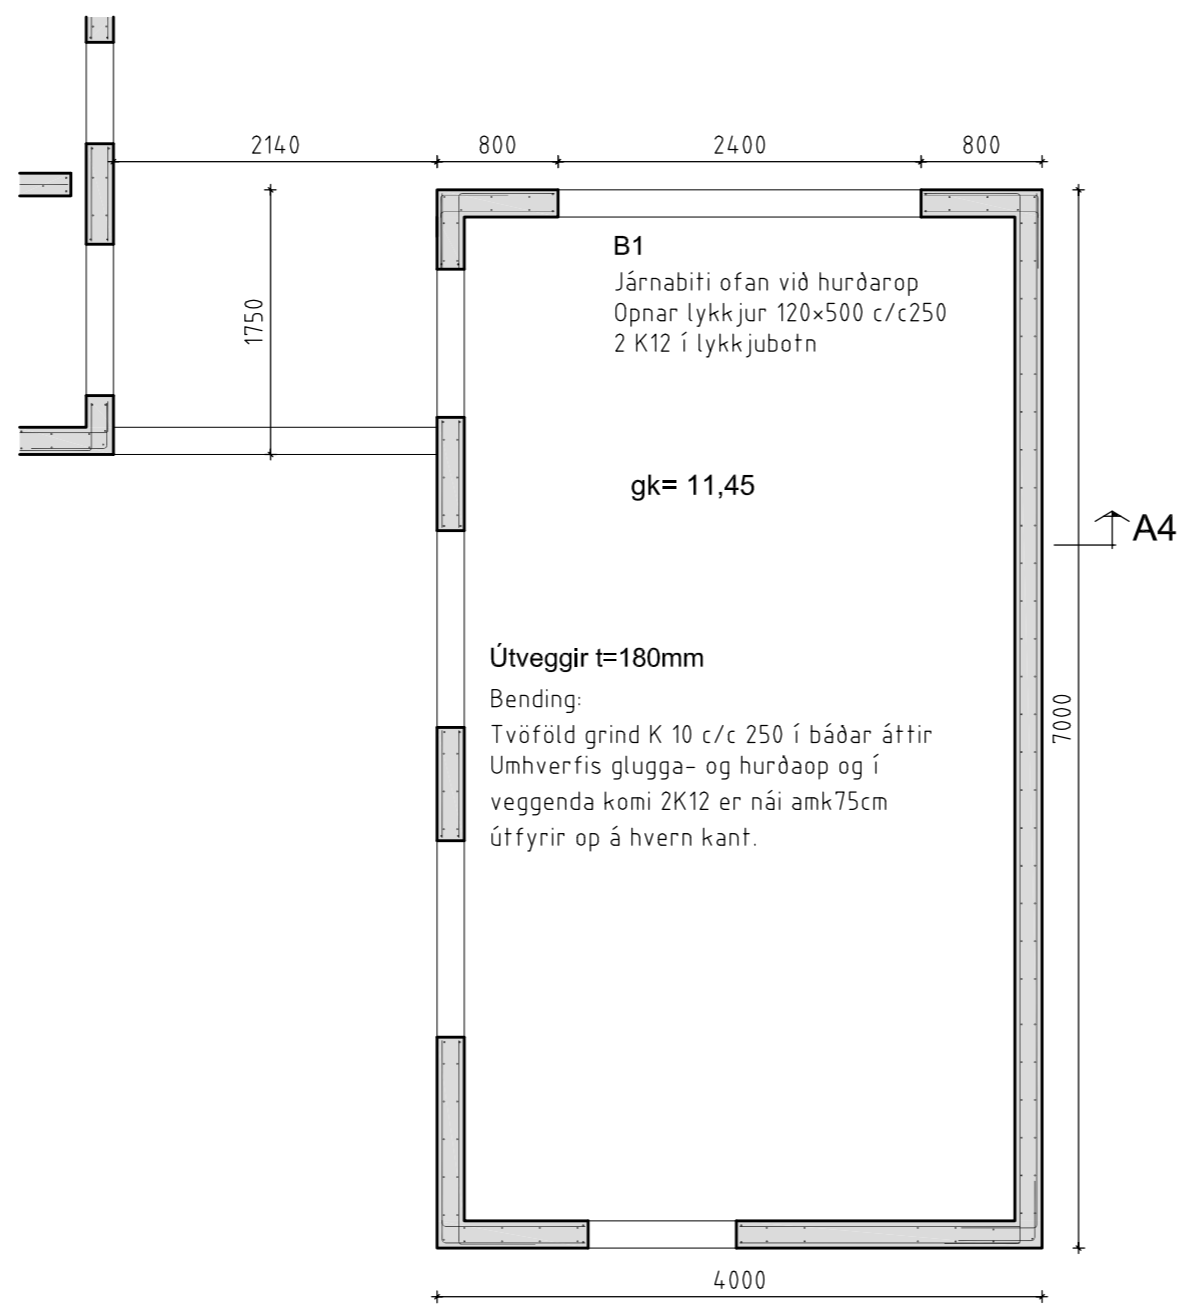 2140
800
2400
800
1750
B1
Járnabiti ofan við hurðarop
Opnar lykkjur 120×500 c/c250
2 K12 í lykkjubotn
gk= 11,45
A4
Útveggir t=180mm
Bending:
Tvöföld grind K 10 c/c 250 í báðar áttir
Umhverfis glugga- og hurðaop og í
veggenda komi 2K12 er nái amk75cm
útfyrir op á hvern kant.
7000
4000